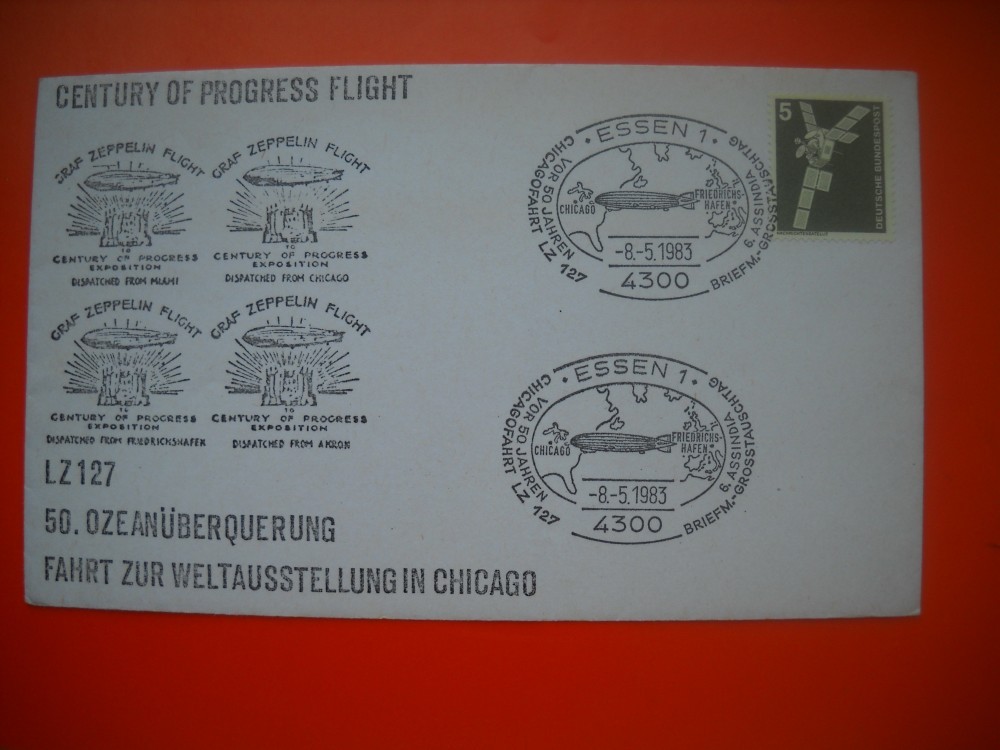 CENTURY OF PROGRESS FLIGHT
GRAF ZEPPELIN FLIGHT
TO
CENTURY OF PROGRESS
EXPOSITION
DISPATCHED FROM MIAMI
GRAF ZEPPELIN FLIGHT
TO
CENTURY OF PROGRESS
EXPOSITION
DISPATCHED FROM CHICAGO
GRAF ZEPPELIN FLIGHT
TO
CENTURY OF PROGRESS
EXPOSITION
DISPATCHED FROM FRIEDRICHSHAFEN
GRAF ZEPPELIN FLIGHT
TO
CENTURY OF PROGRESS
EXPOSITION
DISPATCHED FROM AKRON
LZ127
50. OZEANÜBERQUERUNG
FAHRT ZUR WELTAUSSTELLUNG IN CHICAGO
· ESSEN 1 ·
VOR 50 JAHREN
CHICAGOFAHRT LZ 127
CHICAGO
FRIEDRICHS-
HAFEN
-8.-5.1983
4300
6. ASSINDIA
BRIEFM.-GROSSTAUSCHTAG
5
DEUTSCHE BUNDESPOST
· ESSEN 1 ·
VOR 50 JAHREN
CHICAGOFAHRT LZ 127
CHICAGO
FRIEDRICHS-
HAFEN
-8.-5.1983
4300
6. ASSINDIA
BRIEFM.-GROSSTAUSCHTAG